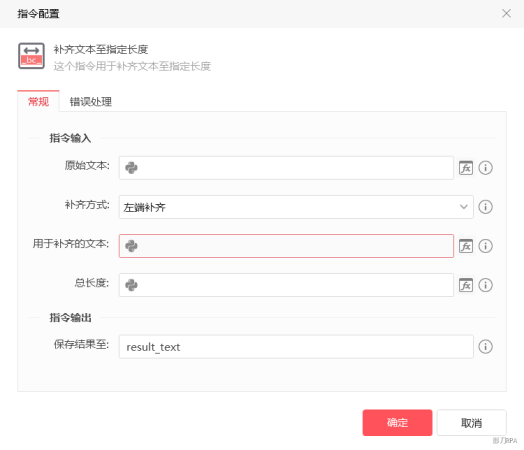 指令配置
_bc_
补齐文本至指定长度
这个指令用于补齐文本至指定长度
常规 错误处理
指令输入
原始文本: fx
补齐方式: 左端补齐
用于补齐的文本: fx
总长度: fx
指令输出
保存结果至: result_text
确定 取消
影刀RPA